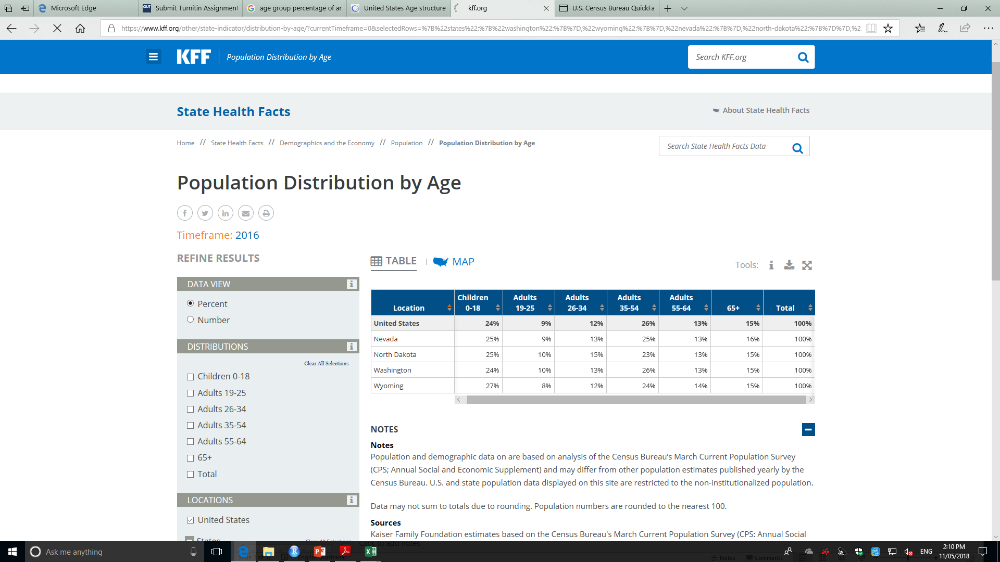 Microsoft Edge
QUT Submit Turnitin Assignment
age group percentage of ar
United States Age structure
kff.org
U.S. Census Bureau QuickFa
https://www.kff.org/other/state-indicator/distribution-by-age/?currentTimeframe=0&selectedRows=%7B%22states%22:%7B%22washington%22:%7B%7D,%22wyoming%22:%7B%7D,%22nevada%22:%7B%7D,%22north-dakota%22:%7B%7D%7D,%22
KFF Population Distribution by Age
Search KFF.org
State Health Facts
About State Health Facts
Home // State Health Facts // Demographics and the Economy // Population // Population Distribution by Age
Search State Health Facts Data
Population Distribution by Age
Timeframe: 2016
REFINE RESULTS
DATA VIEW
Percent
Number
DISTRIBUTIONS
Clear All Selections
Children 0-18
Adults 19-25
Adults 26-34
Adults 35-54
Adults 55-64
65+
Total
LOCATIONS
United States
States
Clear All Selections
TABLE | MAP
Tools:
Location Children 0-18 Adults 19-25 Adults 26-34 Adults 35-54 Adults 55-64 65+ Total
United States 24% 9% 12% 26% 13% 15% 100%
Nevada 25% 9% 13% 25% 13% 16% 100%
North Dakota 25% 10% 15% 23% 13% 15% 100%
Washington 24% 10% 13% 26% 13% 15% 100%
Wyoming 27% 8% 12% 24% 14% 15% 100%
NOTES
Notes
Population and demographic data on are based on analysis of the Census Bureau’s March Current Population Survey
(CPS; Annual Social and Economic Supplement) and may differ from other population estimates published yearly by the
Census Bureau. U.S. and state population data displayed on this site are restricted to the non-institutionalized population.
Data may not sum to totals due to rounding. Population numbers are rounded to the nearest 100.
Sources
Kaiser Family Foundation estimates based on the Census Bureau's March Current Population Survey (CPS: Annual Social
Click to add notes
Ask me anything
English (Australia)
Notes
Comments
ENG
2:10 PM
11/05/2018